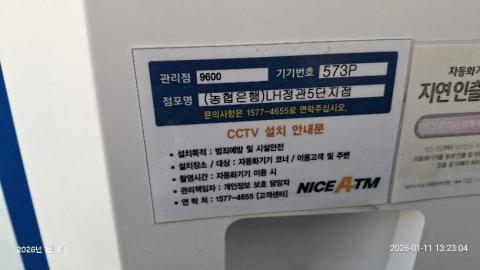 관리점 9600 기기번호 573P
점포명 (농협은행)LH정관5단지점
문의사항은 1577-4655로 연락주십시오.
CCTV 설치 안내문
• 설치목적 : 범죄예방 및 시설안전
• 설치장소 / 대상 : 자동화기기 코너 / 이용고객 및 주변
• 촬영시간 : 자동화기기 이용 시
• 관리책임자 : 개인정보 보호 담당자
• 연 락 처 : 1577-4655 [고객센터]
NICE ATM
자동화기
지연인출
2026-01-11 13:23:04